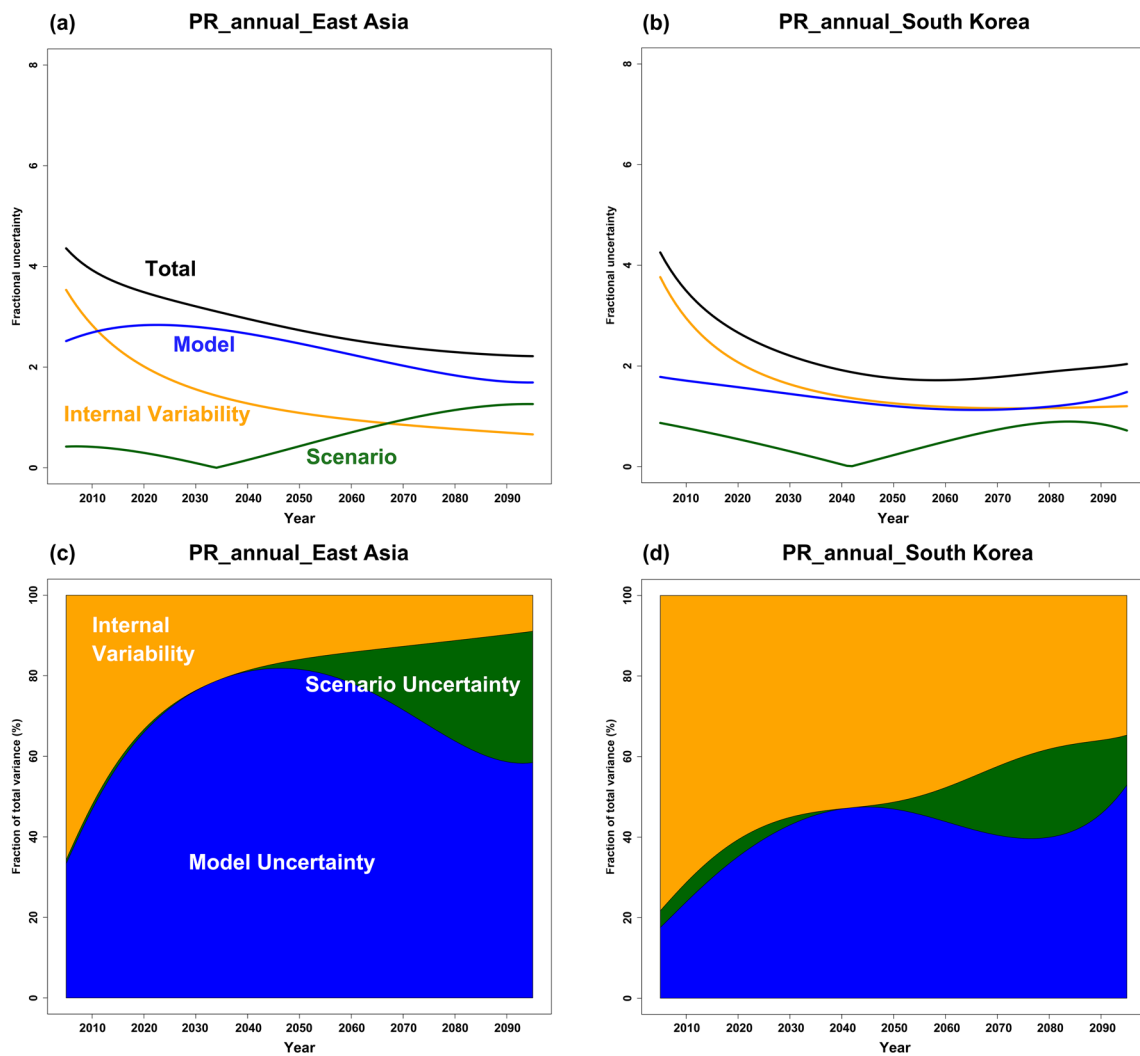 (a) PR_annual_East Asia
Fractional uncertainty
8
6
4
2
0
Total
Model
Internal Variability
Scenario
2010 2020 2030 2040 2050 2060 2070 2080 2090
Year
(b) PR_annual_South Korea
Fractional uncertainty
8
6
4
2
0
2010 2020 2030 2040 2050 2060 2070 2080 2090
Year
(c) PR_annual_East Asia
Fraction of total variance (%)
100
80
60
40
20
0
Internal
Variability
Scenario Uncertainty
Model Uncertainty
2010 2020 2030 2040 2050 2060 2070 2080 2090
Year
(d) PR_annual_South Korea
Fraction of total variance (%)
100
80
60
40
20
0
2010 2020 2030 2040 2050 2060 2070 2080 2090
Year